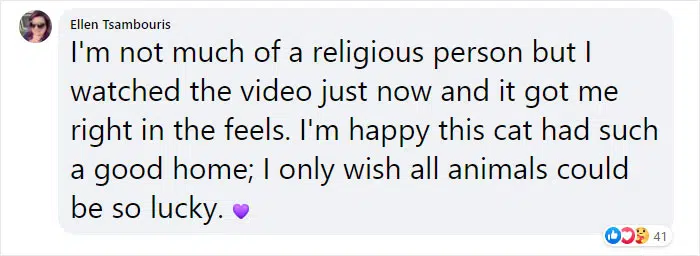 Ellen Tsambouris
I'm not much of a religious person but I
watched the video just now and it got me
right in the feels. I'm happy this cat had such
a good home; I only wish all animals could
be so lucky. 💜
41